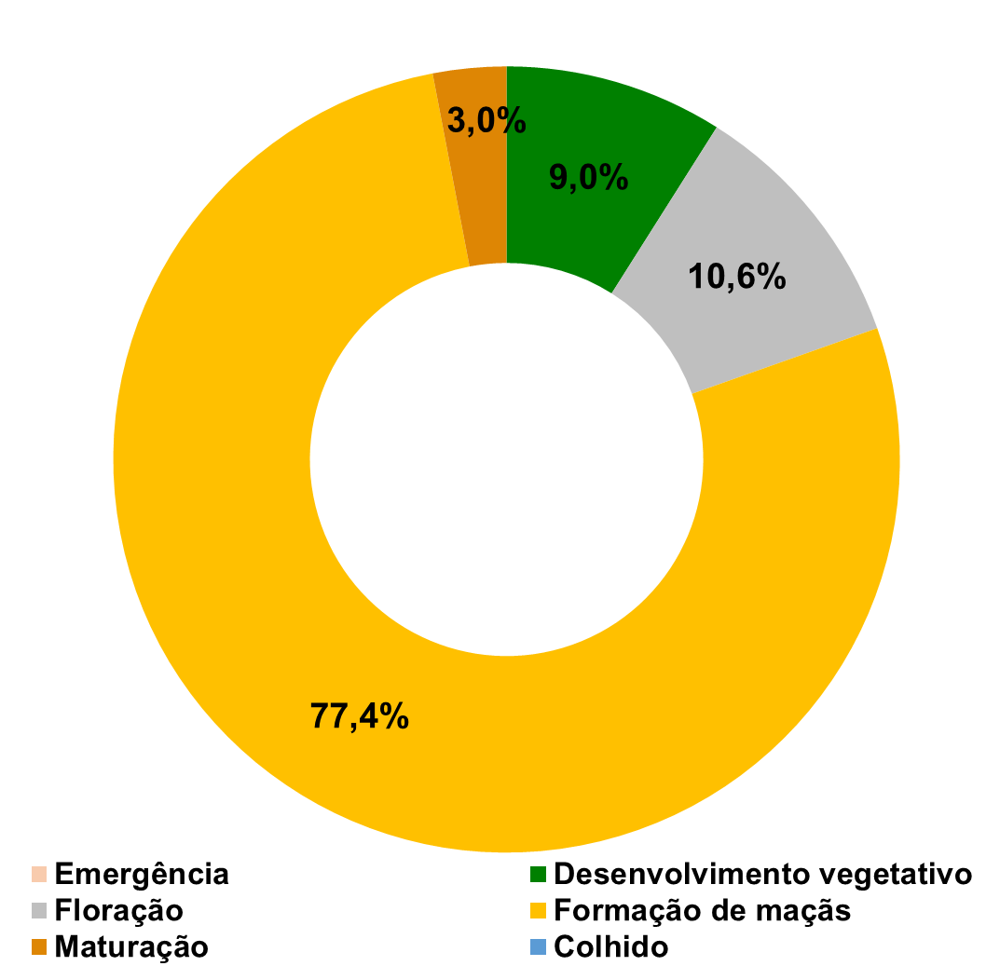 3,0%
9,0%
10,6%
77,4%
Emergência
Desenvolvimento vegetativo
Floração
Formação de maçãs
Maturação
Colhido